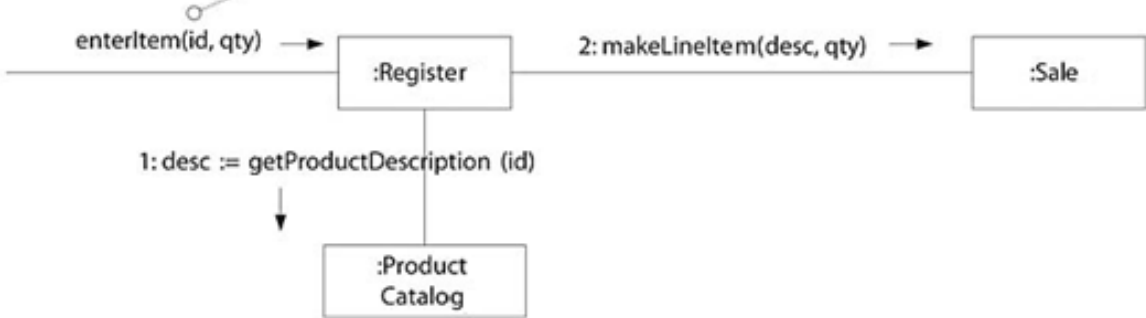 enterItem(id, qty)
2: makeLineItem(desc, qty)
:Register
:Sale
1: desc := getProductDescription (id)
:Product
Catalog